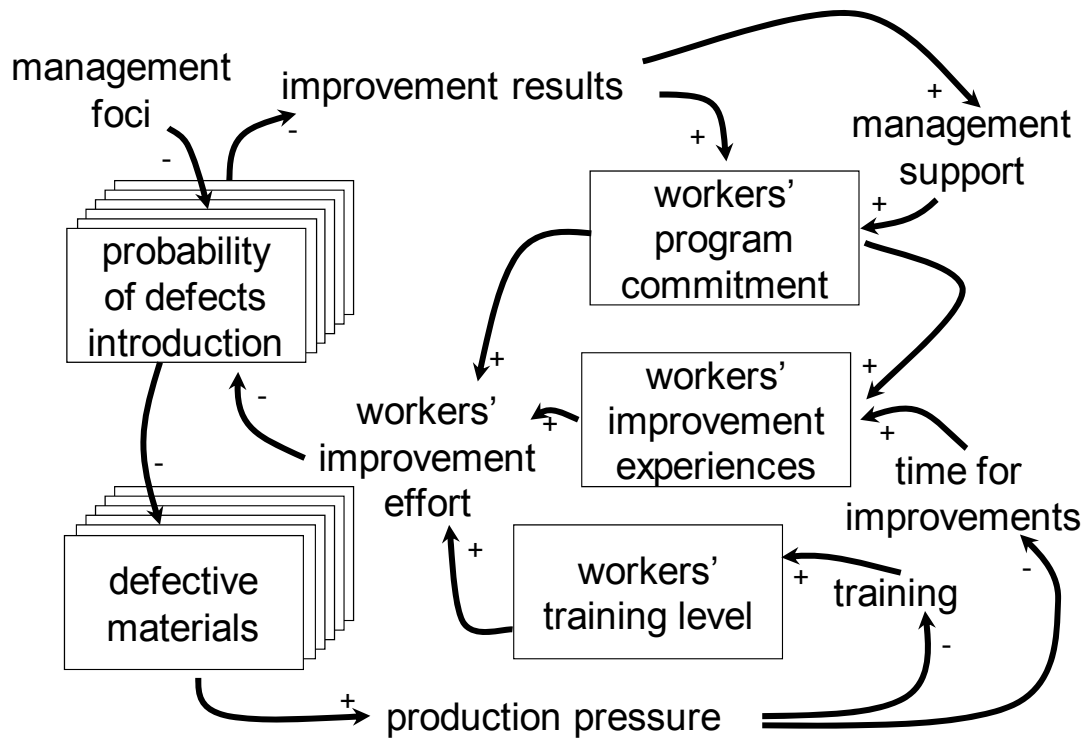 management
foci
improvement results
management
support
workers’
program
commitment
probability
of defects
introduction
workers’
improvement
effort
workers’
improvement
experiences
time for
improvements
defective
materials
workers’
training level
training
production pressure
-
-
+
+
+
+
+
-
+
+
-
+
+
-
-
+